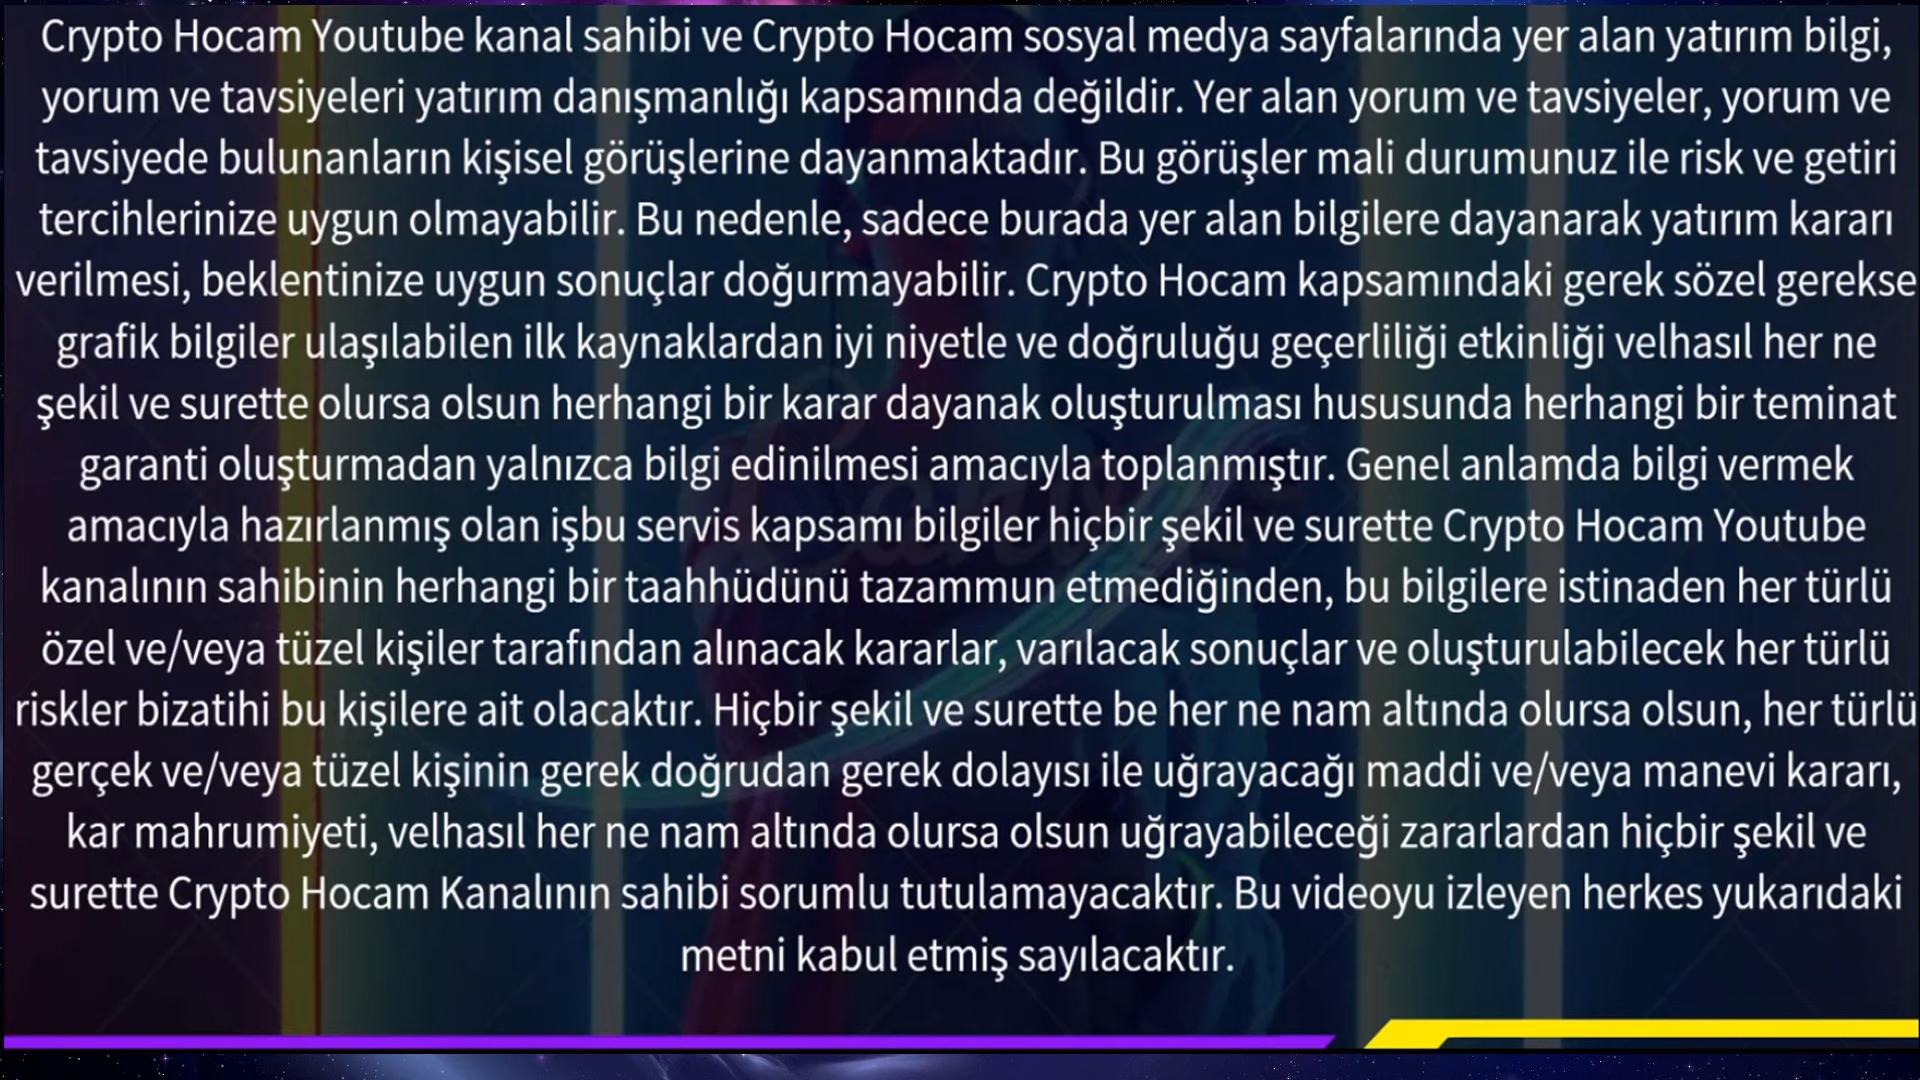 Crypto Hocam Youtube kanal sahibi ve Crypto Hocam sosyal medya sayfalarında yer alan yatırım bilgi,
yorum ve tavsiyeleri yatırım danışmanlığı kapsamında değildir. Yer alan yorum ve tavsiyeler, yorum ve
tavsiyede bulunanların kişisel görüşlerine dayanmaktadır. Bu görüşler mali durumunuz ile risk ve getiri
tercihlerinize uygun olmayabilir. Bu nedenle, sadece burada yer alan bilgilere dayanarak yatırım kararı
verilmesi, beklentinize uygun sonuçlar doğurmayabilir. Crypto Hocam kapsamındaki gerek sözel gerekse
grafik bilgiler ulaşılabilen ilk kaynaklardan iyi niyetle ve doğruluğu geçerliliği etkinliği velhasıl her ne
şekil ve surette olursa olsun herhangi bir karar dayanak oluşturulması hususunda herhangi bir teminat
garanti oluşturmadan yalnızca bilgi edinilmesi amacıyla toplanmıştır. Genel anlamda bilgi vermek
amacıyla hazırlanmış olan işbu servis kapsamı bilgiler hiçbir şekil ve surette Crypto Hocam Youtube
kanalının sahibinin herhangi bir taahhüdünü tazammun etmediğinden, bu bilgilere istinaden her türlü
özel ve/veya tüzel kişiler tarafından alınacak kararlar, varılacak sonuçlar ve oluşturulabilecek her türlü
riskler bizatihi bu kişilere ait olacaktır. Hiçbir şekil ve surette be her ne nam altında olursa olsun, her türlü
gerçek ve/veya tüzel kişinin gerek doğrudan gerek dolayısı ile uğrayacağı maddi ve/veya manevi kararı,
kar mahrumiyeti, velhasıl her ne nam altında olursa olsun uğrayabileceği zararlardan hiçbir şekil ve
surette Crypto Hocam Kanalının sahibi sorumlu tutulamayacaktır. Bu videoyu izleyen herkes yukarıdaki
metni kabul etmiş sayılacaktır.